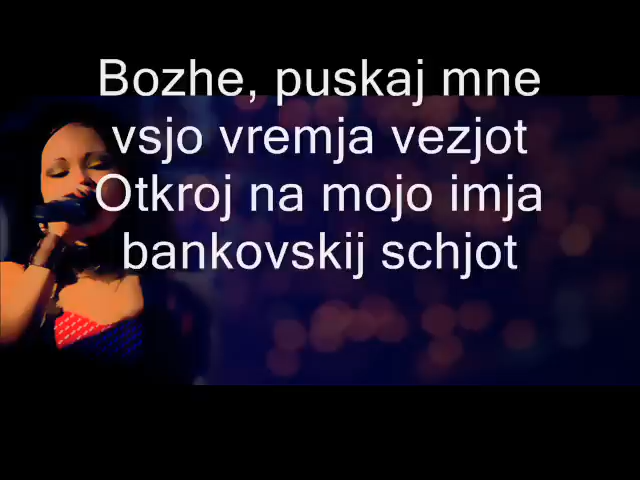 Bozhe, puskaj mne
vsjo vremja vezjot
Otkroj na mojo imja
bankovskij schjot